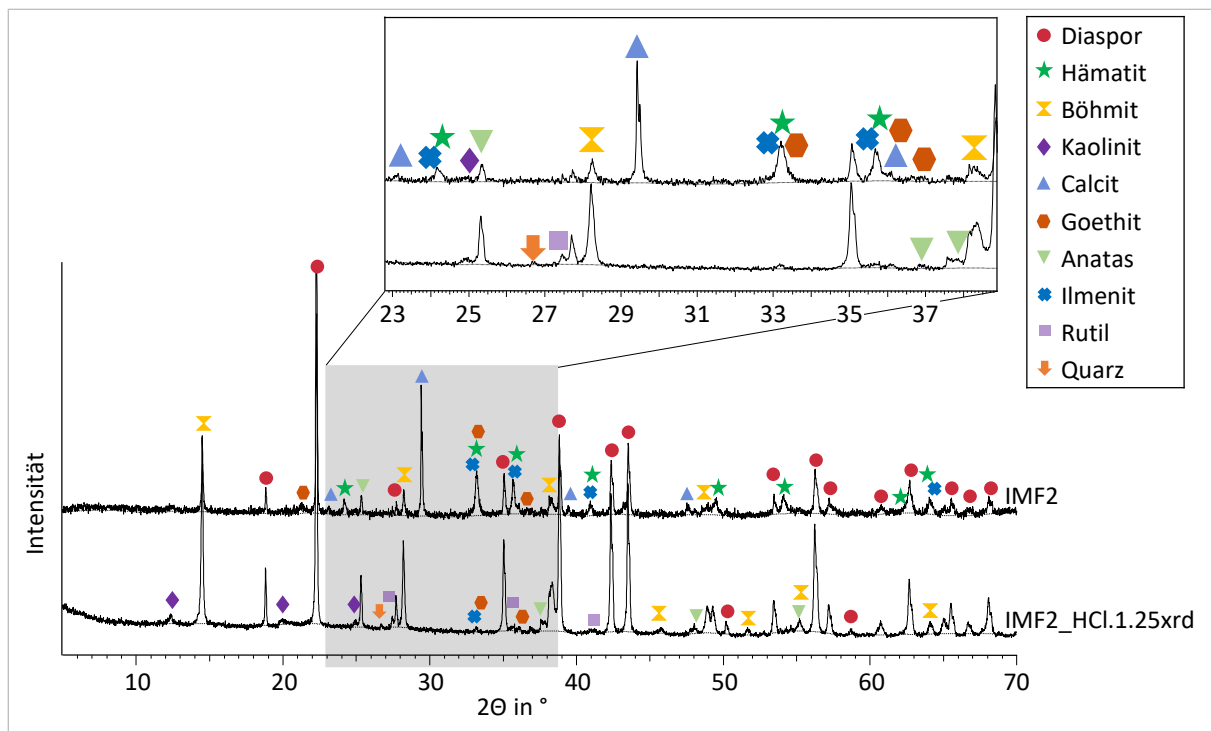 23 25 27 29 31 33 35 37
Diaspor
Hämatit
Böhmit
Kaolinit
Calcit
Goethit
Anatas
Ilmenit
Rutil
Quarz
Intensität
IMF2
IMF2_HCl.1.25xrd
10 20 30 40 50 60 70
2Θ in °